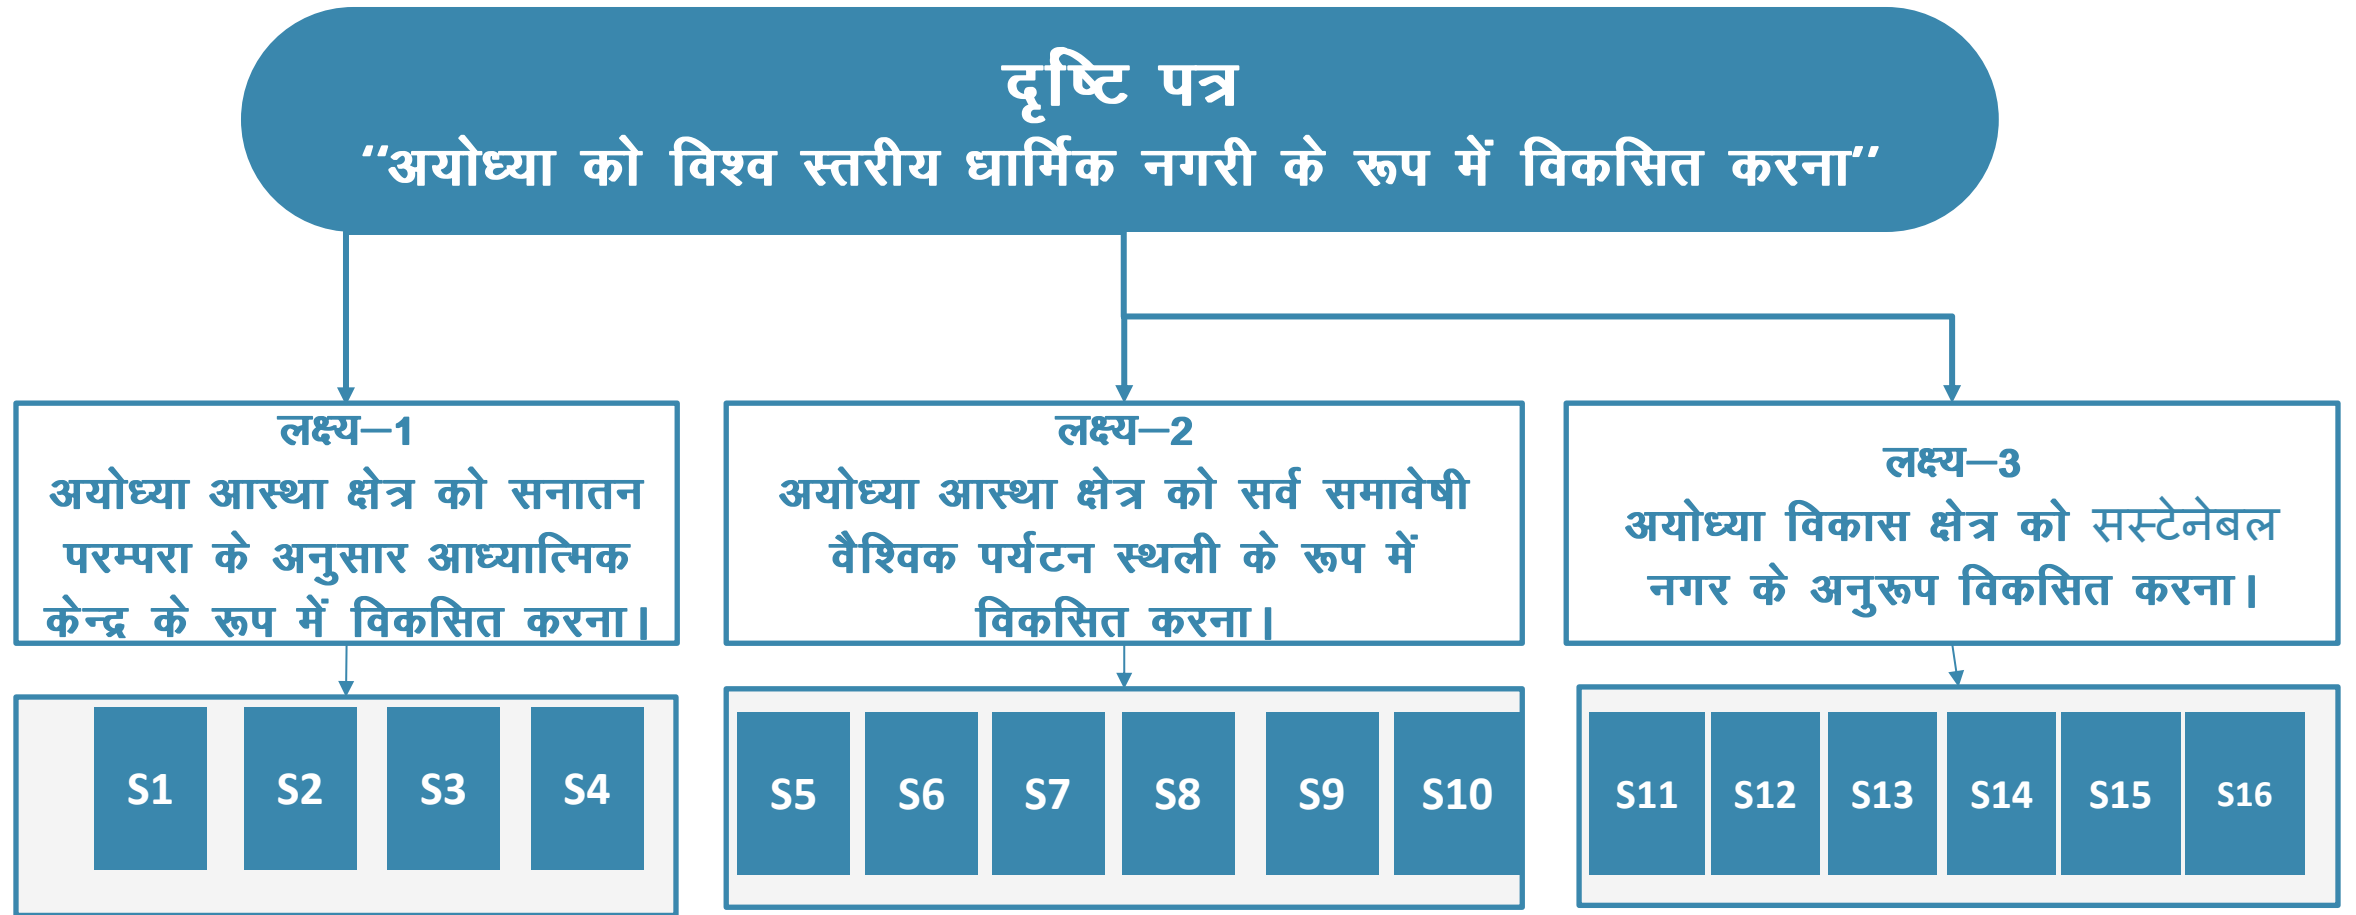 दृष्टि पत्र
"अयोध्या को विश्व स्तरीय धार्मिक नगरी के रूप में विकसित करना"
लक्ष्य—1
अयोध्या आस्था क्षेत्र को सनातन
परम्परा के अनुसार आध्यात्मिक
केन्द्र के रूप में विकसित करना।
लक्ष्य—2
अयोध्या आस्था क्षेत्र को सर्व समावेषी
वैश्विक पर्यटन स्थली के रूप में
विकसित करना।
लक्ष्य—3
अयोध्या विकास क्षेत्र को सस्टेनेबल
नगर के अनुरूप विकसित करना।
S1 S2 S3 S4
S5 S6 S7 S8 S9 S10
S11 S12 S13 S14 S15 S16